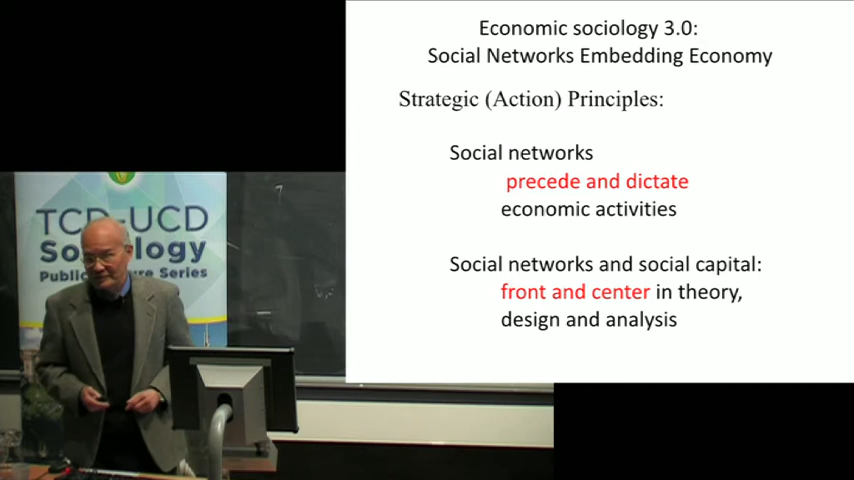 Economic sociology 3.0:
Social Networks Embedding Economy
Strategic (Action) Principles:
Social networks
precede and dictate
economic activities
Social networks and social capital:
front and center in theory,
design and analysis
TCD-UCD
Sociology
Public Lecture Series